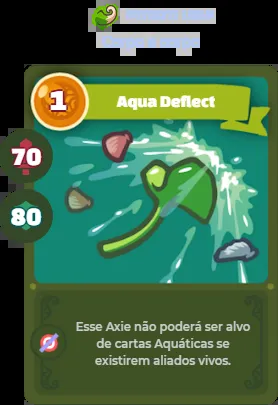 1
Aqua Deflect
70
80
Esse Axie não poderá ser alvo
de cartas Aquáticas se
existirem aliados vivos.